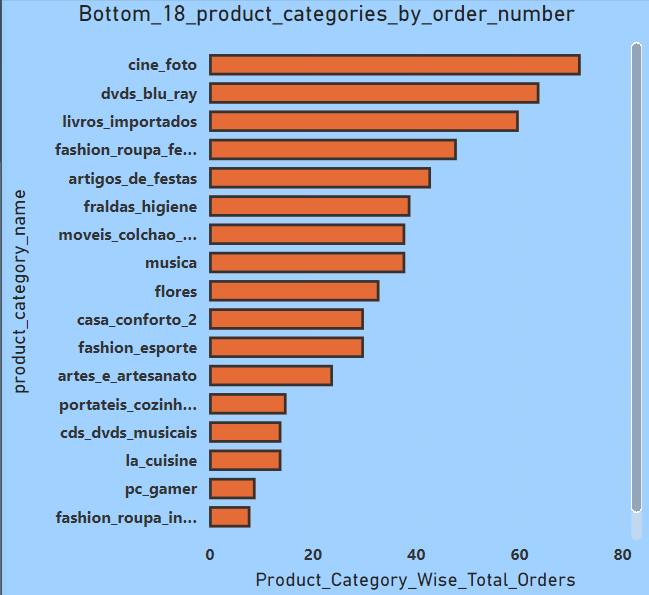 Bottom_18_product_categories_by_order_number
product_category_name
cine_foto
dvds_blu_ray
livros_importados
fashion_roupa_fe...
artigos_de_festas
fraldas_higiene
moveis_colchao_...
musica
flores
casa_conforto_2
fashion_esporte
artes_e_artesanato
portateis_cozinh...
cds_dvds_musicais
la_cuisine
pc_gamer
fashion_roupa_in...
0 20 40 60 80
Product_Category_Wise_Total_Orders